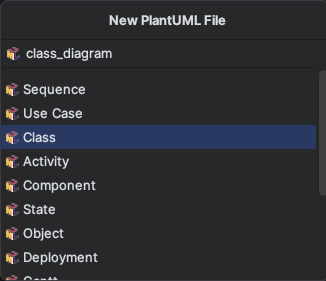 New PlantUML File
class_diagram
Sequence
Use Case
Class
Activity
Component
State
Object
Deployment